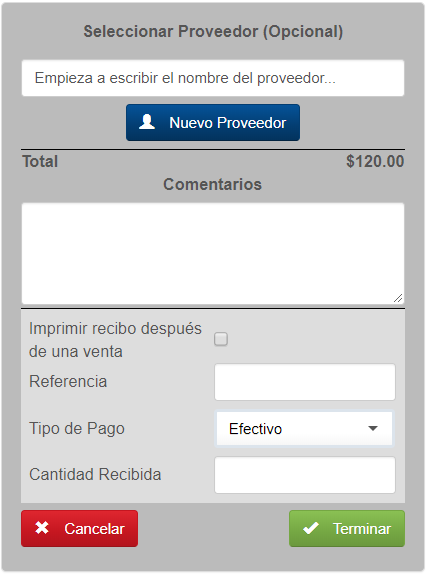 Seleccionar Proveedor (Opcional)
Empieza a escribir el nombre del proveedor...
Nuevo Proveedor
Total $120.00
Comentarios
Imprimir recibo después
de una venta
Referencia
Tipo de Pago Efectivo
Cantidad Recibida
Cancelar Terminar